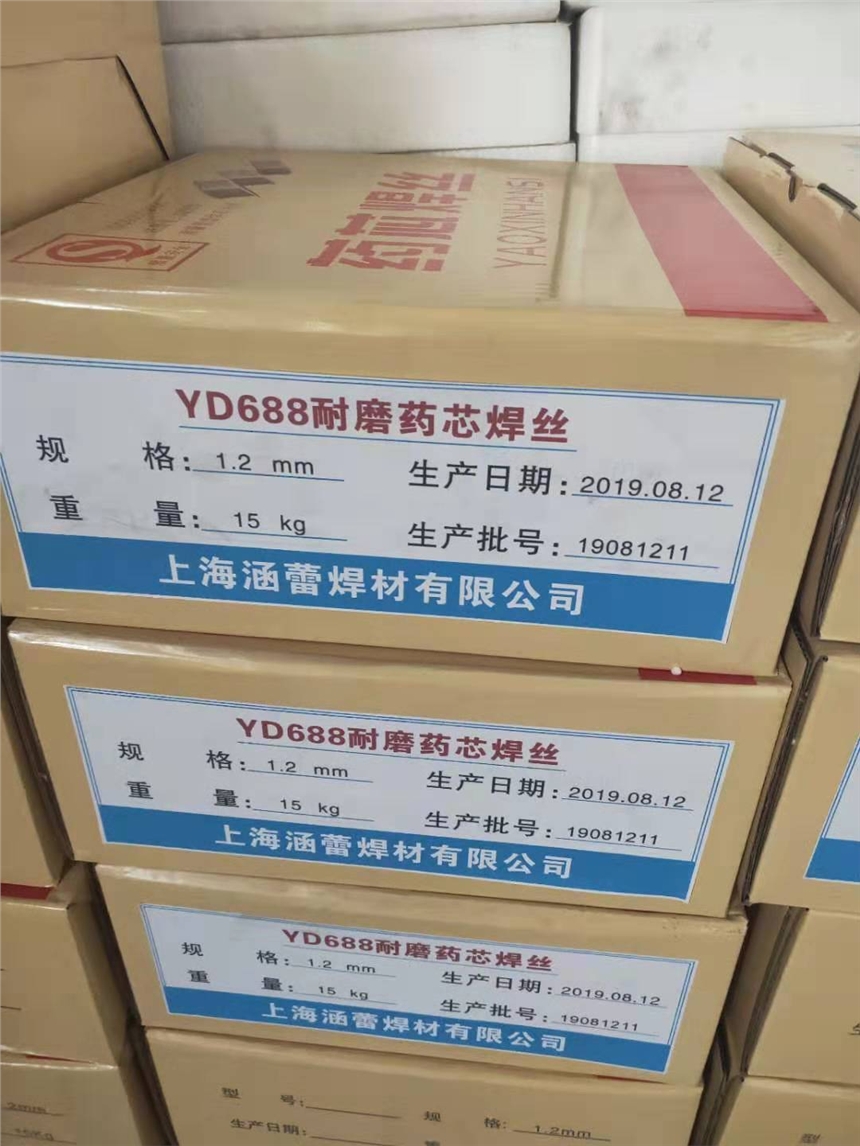 药芯焊丝
YAOXINHANSI
YD688耐磨药芯焊丝
规 格: 1.2 mm 生产日期: 2019.08.12
重 量: 15 kg 生产批号: 19081211
上海涵蕾焊材有限公司
YD688耐磨药芯焊丝
规 格: 1.2 mm 生产日期: 2019.08.12
重 量: 15 kg 生产批号: 19081211
上海涵蕾焊材有限公司
YD688耐磨药芯焊丝
规 格: 1.2 mm 生产日期: 2019.08.12
重 量: 15 kg 生产批号: 19081211
上海涵蕾焊材有限公司
型 号: 规 格: 1.2mm
生产日期:
2mm
15Kg
型